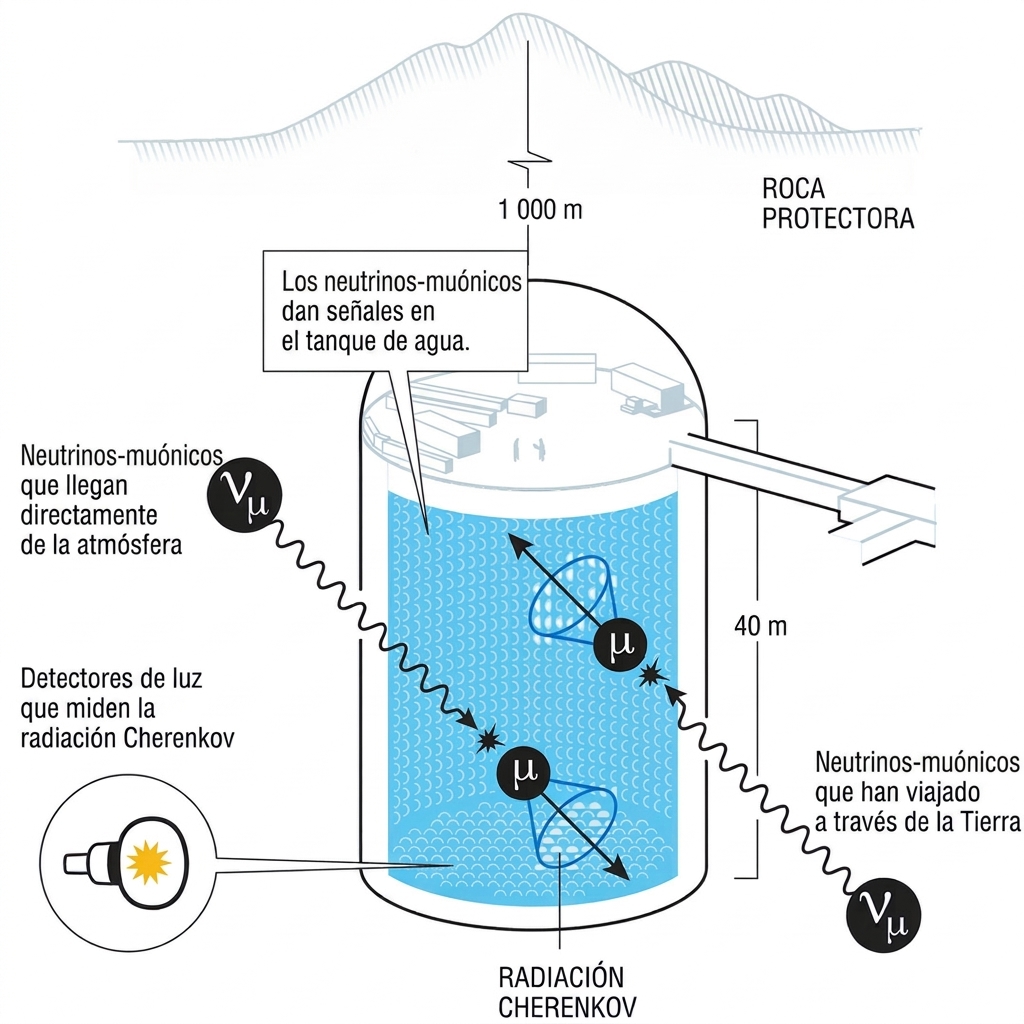 1 000 m
ROCA
PROTECTORA
Los neutrinos-muónicos
dan señales en
el tanque de agua.
Neutrinos-muónicos
que llegan
directamente
de la atmósfera
νμ
μ
40 m
Detectores de luz
que miden la
radiación Cherenkov
μ
Neutrinos-muónicos
que han viajado
a través de la Tierra
νμ
RADIACIÓN
CHERENKOV